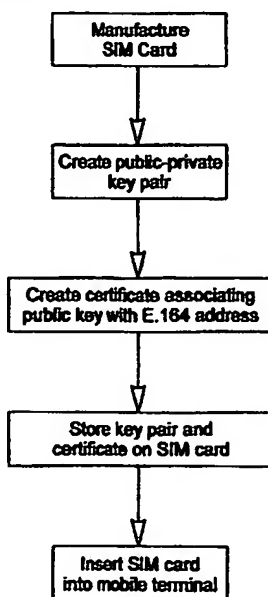 Manufacture
SIM Card
Create public-private
key pair
Create certificate associating
public key with E.164 address
Store key pair and
certificate on SIM card
Insert SIM card
into mobile terminal